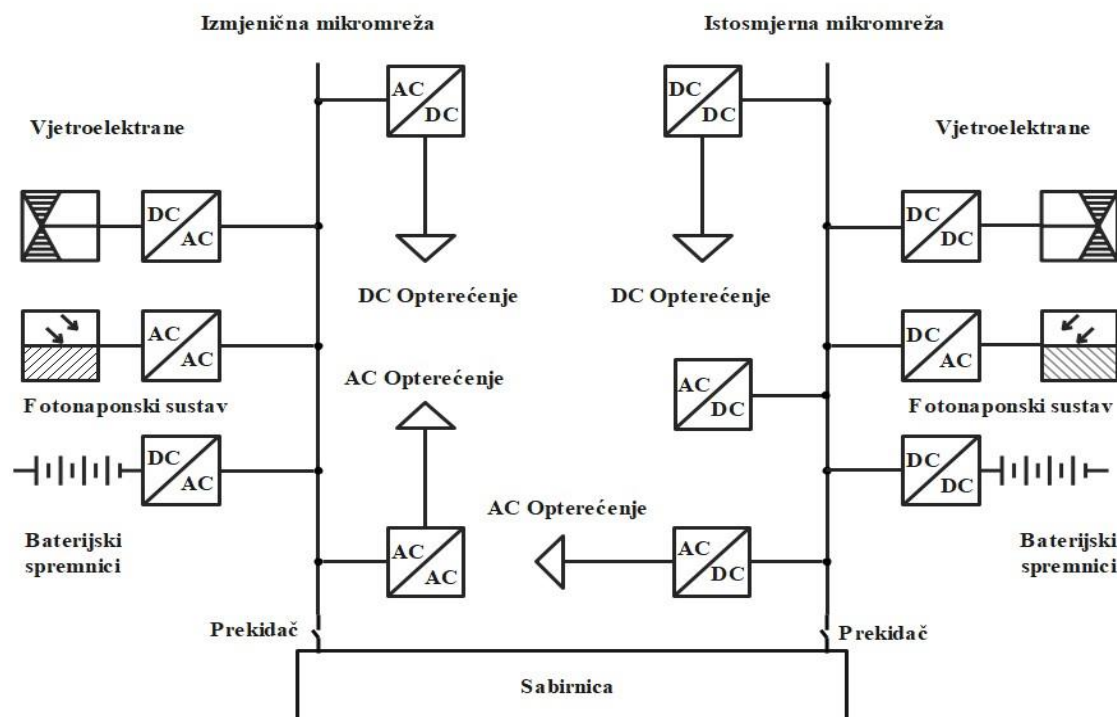 Izmjenična mikromreža
Istosmjerna mikromreža
AC
DC
DC
DC
Vjetroelektrane
Vjetroelektrane
DC
AC
DC
DC
DC Opterećenje
DC Opterećenje
AC
AC
DC
AC
AC Opterećenje
AC
DC
Fotonaponski sustav
Fotonaponski sustav
DC
AC
DC
DC
AC Opterećenje
Baterijski
spremnici
AC
AC
AC
DC
Baterijski
spremnici
Prekidač
Prekidač
Sabirnica